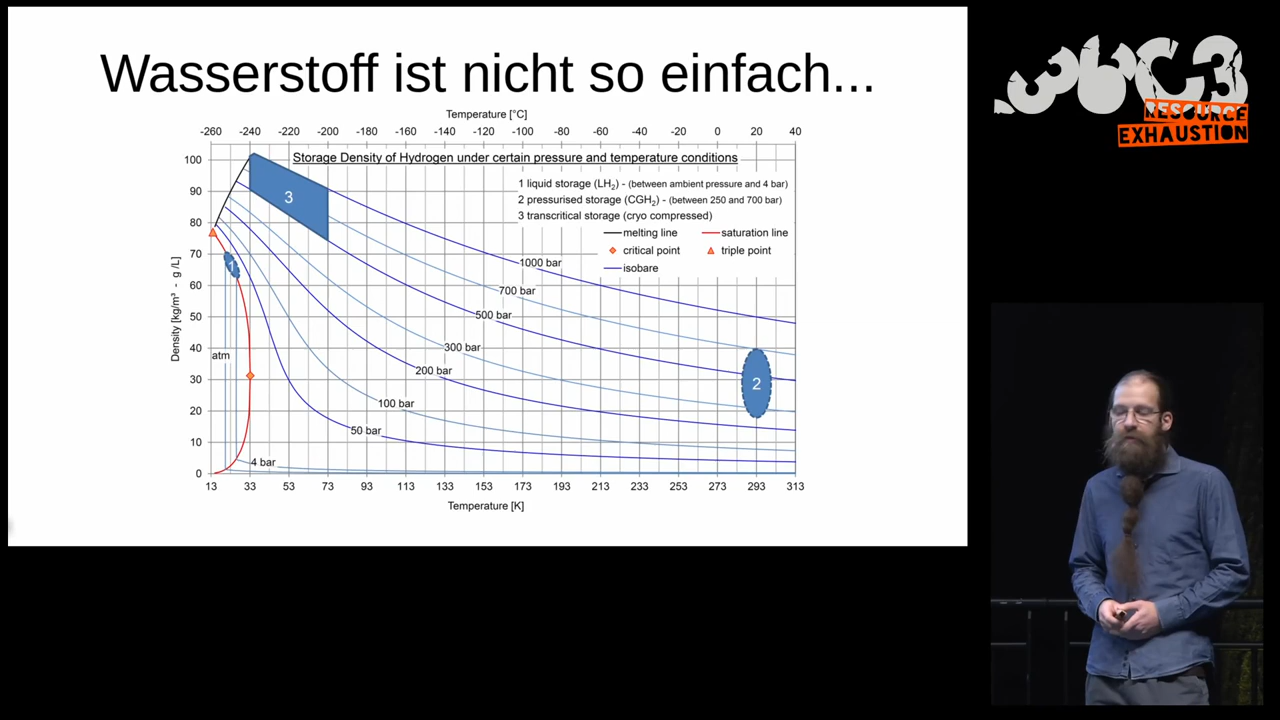 Wasserstoff ist nicht so einfach...
Temperature [°C]
-260 -240 -220 -200 -180 -160 -140 -120 -100 -80 -60 -40 -20 0 20 40
Storage Density of Hydrogen under certain pressure and temperature conditions
1 liquid storage (LH₂) - (between ambient pressure and 4 bar)
2 pressurised storage (CGH₂) - (between 250 and 700 bar)
3 transcritical storage (cryo compressed)
melting line saturation line
critical point triple point
isobare
Density [kg/m³ - g /L]
100
90
80
70
60
50
40
30
20
10
0
3
1
2
atm
1000 bar
700 bar
500 bar
300 bar
200 bar
100 bar
50 bar
4 bar
13 33 53 73 93 113 133 153 173 193 213 233 253 273 293 313
Temperature [K]
36C3
RESOURCE
EXHAUSTION